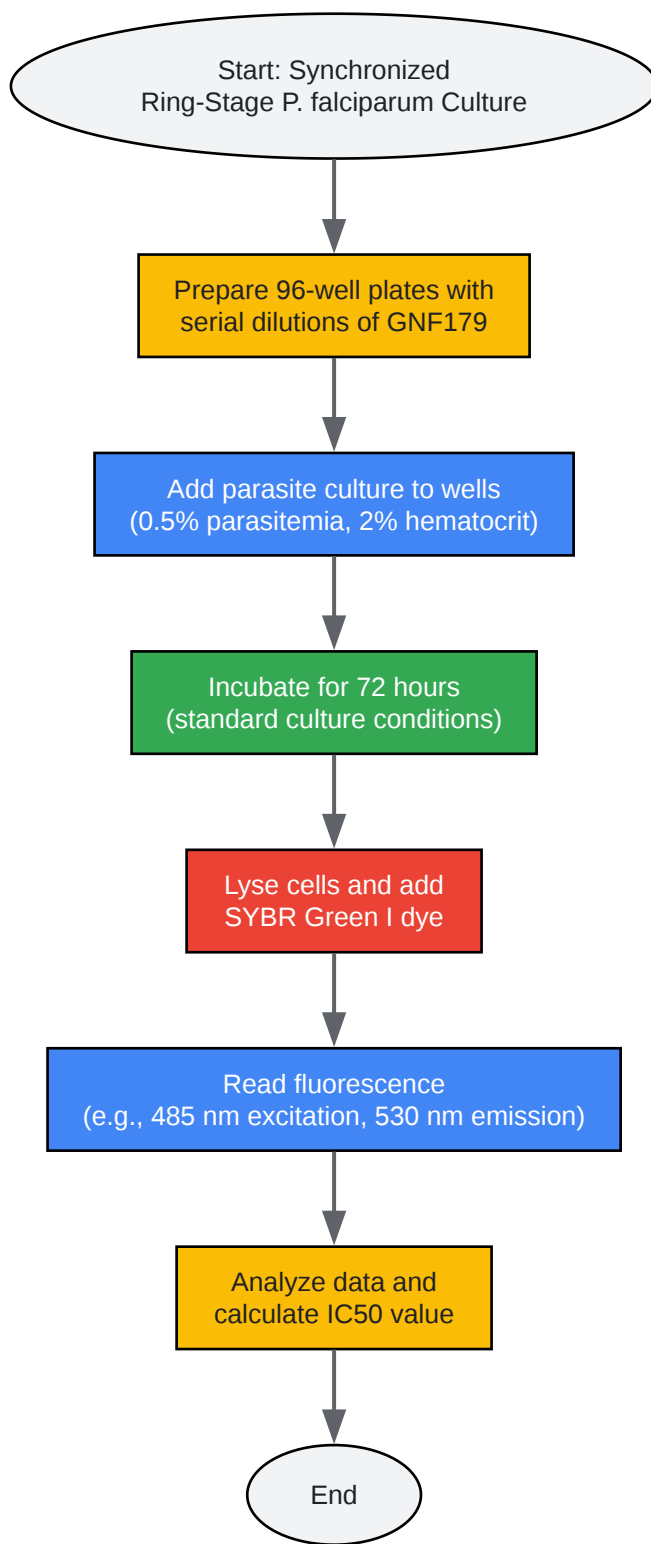 Start: Synchronized
Ring-Stage P. falciparum Culture
Prepare 96-well plates with
serial dilutions of GNF179
Add parasite culture to wells
(0.5% parasitemia, 2% hematocrit)
Incubate for 72 hours
(standard culture conditions)
Lyse cells and add
SYBR Green I dye
Read fluorescence
(e.g., 485 nm excitation, 530 nm emission)
Analyze data and
calculate IC50 value
End